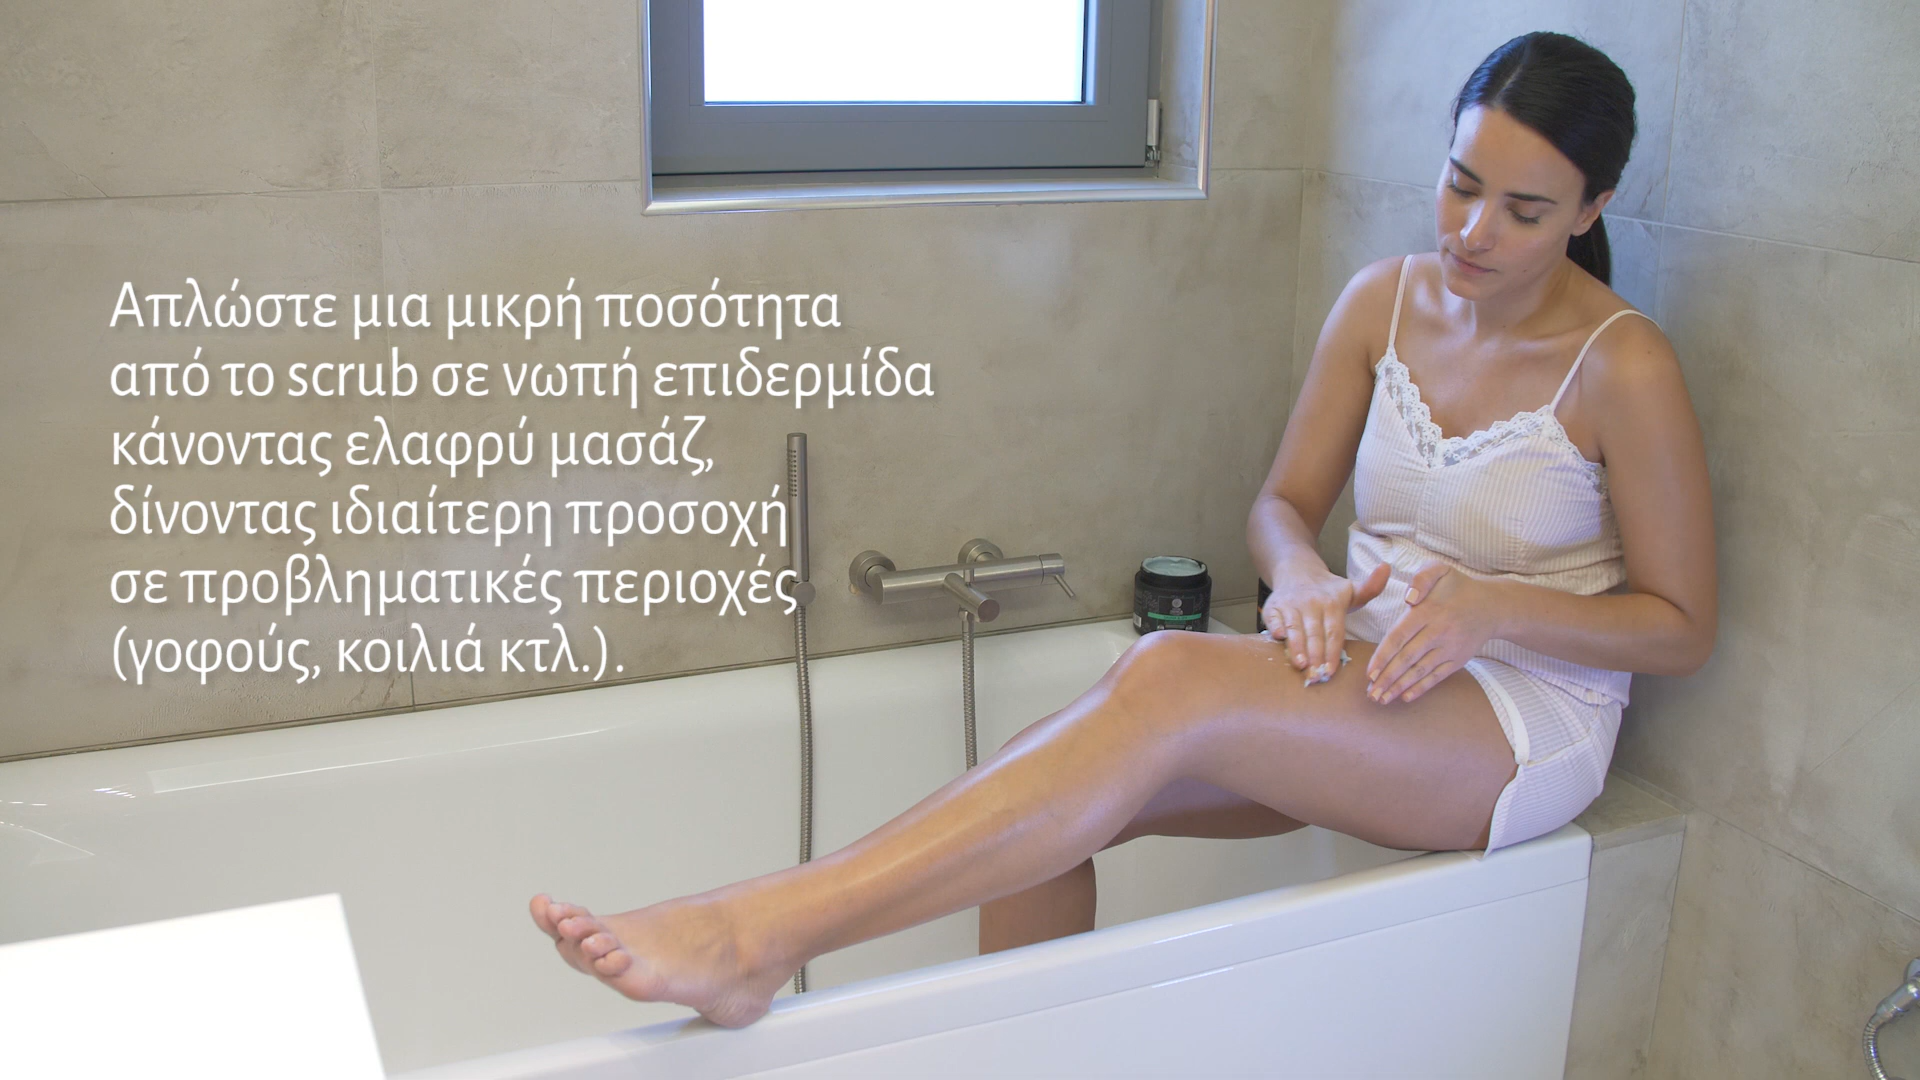 Απλώστε μια μικρή ποσότητα
από το scrub σε νωπή επιδερμίδα
κάνοντας ελαφρύ μασάζ,
δίνοντας ιδιαίτερη προσοχή
σε προβληματικές περιοχές
(γοφούς, κοιλιά κτλ.).